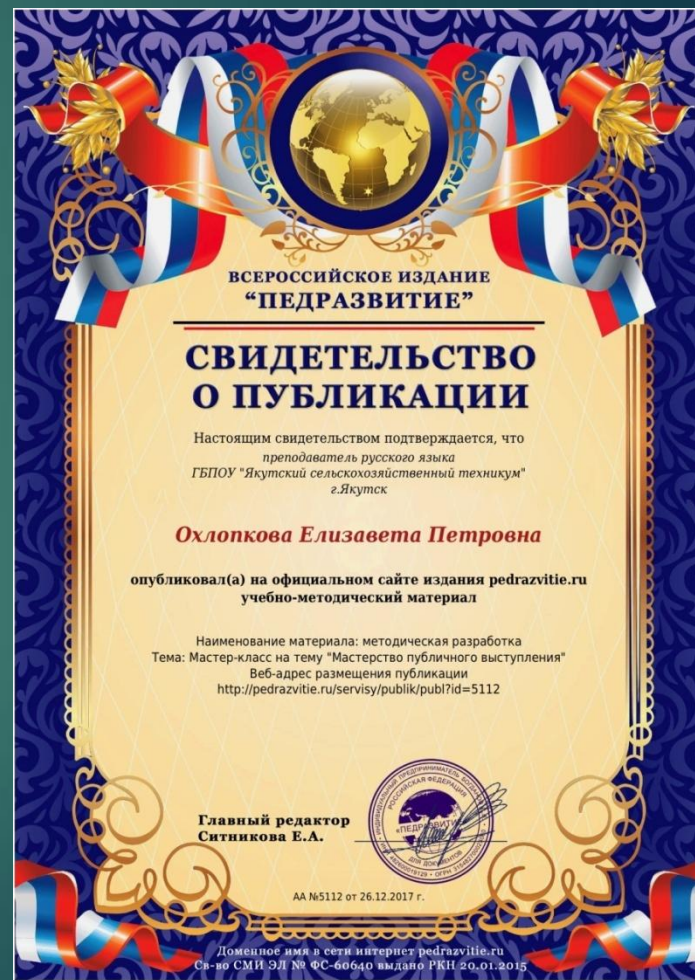 ВСЕРОССИЙСКОЕ ИЗДАНИЕ
“ПЕДРАЗВИТИЕ”
СВИДЕТЕЛЬСТВО
О ПУБЛИКАЦИИ
Настоящим свидетельством подтверждается, что
преподаватель русского языка
ГБПОУ "Якутский сельскохозяйственный техникум"
г.Якутск
Охлопкова Елизавета Петровна
опубликовал(а) на официальном сайте издания pedrazvitie.ru
учебно-методический материал
Наименование материала: методическая разработка
Тема: Мастер-класс на тему "Мастерство публичного выступления"
Веб-адрес размещения публикации
http://pedrazvitie.ru/servisy/publik/publ?id=5112
Главный редактор
Ситникова Е.А.
ИНДИВИДУАЛЬНЫЙ ПРЕДПРИНИМАТЕЛЬ
РОССИЙСКАЯ ФЕДЕРАЦИЯ
«ПЕДРАЗВИТИЕ»
ДЛЯ ДОКУМЕНТОВ
АА №5112 от 26.12.2017 г.
Доменное имя в сети интернет pedrazvitie.ru
Св-во СМИ ЭЛ № ФС-60640 выдано РКН 20.01.2015